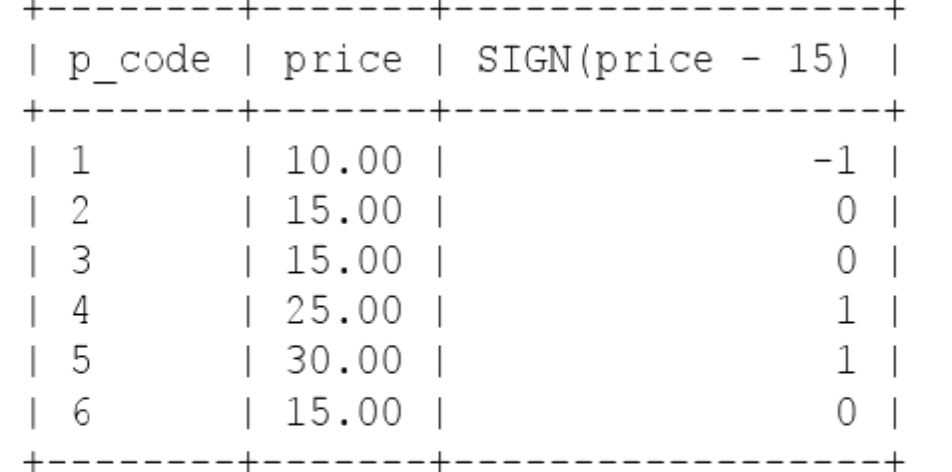 +--------+-------+------------------+
| p_code | price | SIGN(price - 15) |
+--------+-------+------------------+
| 1      | 10.00 |               -1 |
| 2      | 15.00 |                0 |
| 3      | 15.00 |                0 |
| 4      | 25.00 |                1 |
| 5      | 30.00 |                1 |
| 6      | 15.00 |                0 |
+--------+-------+------------------+